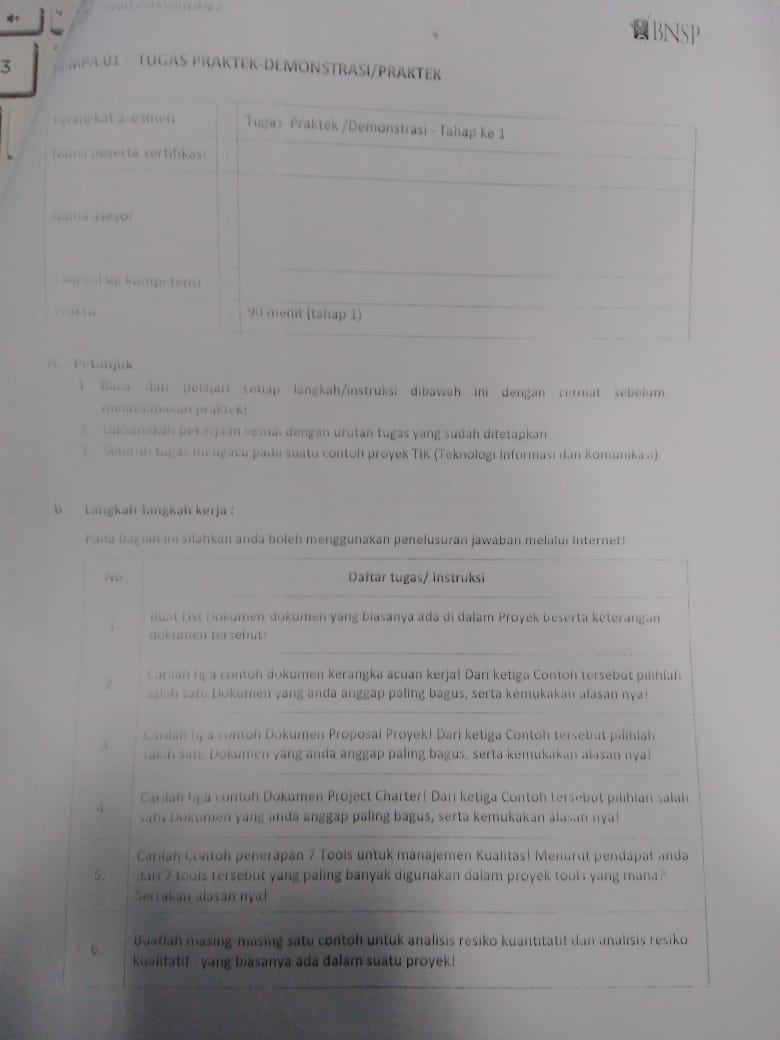 BNSP
3
MPA.01 : TUGAS PRAKTEK-DEMONSTRASI/PRAKTEK
Perangkat asesmen : Tugas Praktek /Demonstrasi - Tahap ke 1
Nama peserta sertifikasi :
Nama asesor :
Tanggal uji kompetensi :
Waktu : 90 menit (tahap 1)
A. Petunjuk
1. Baca dan pelajari setiap langkah/instruksi dibawah ini dengan cermat sebelum
melaksanakan praktek!
2. Laksanakan pekerjaan sesuai dengan urutan tugas yang sudah ditetapkan
3. Seluruh tugas mengacu pada suatu contoh proyek TIK (Teknologi Informasi dan Komunikasi).
B. Langkah-langkah kerja :
Pada bagian ini silahkan anda boleh menggunakan penelusuran jawaban melalui Internet!
No Daftar tugas/ instruksi
1. Buat List Dokumen-dokumen yang biasanya ada di dalam Proyek beserta keterangan
dokumen tersebut!
2. Carilah tiga contoh dokumen kerangka acuan kerja! Dari ketiga Contoh tersebut pilihlah
salah satu Dokumen yang anda anggap paling bagus, serta kemukakan alasan nya!
3. Carilah tiga contoh Dokumen Proposal Proyek! Dari ketiga Contoh tersebut pilihlah
salah satu Dokumen yang anda anggap paling bagus, serta kemukakan alasan nya!
4. Carilah tiga contoh Dokumen Project Charter! Dari ketiga Contoh tersebut pilihlah salah
satu Dokumen yang anda anggap paling bagus, serta kemukakan alasan nya!
5. Carilah Contoh penerapan 7 Tools untuk manajemen Kualitas! Menurut pendapat anda
dari 7 tools tersebut yang paling banyak digunakan dalam proyek tools yang mana?
Sertakan alasan nya!
6. Buatlah masing-masing satu contoh untuk analisis resiko kuantitatif dan analisis resiko
kualitatif , yang biasanya ada dalam suatu proyek!